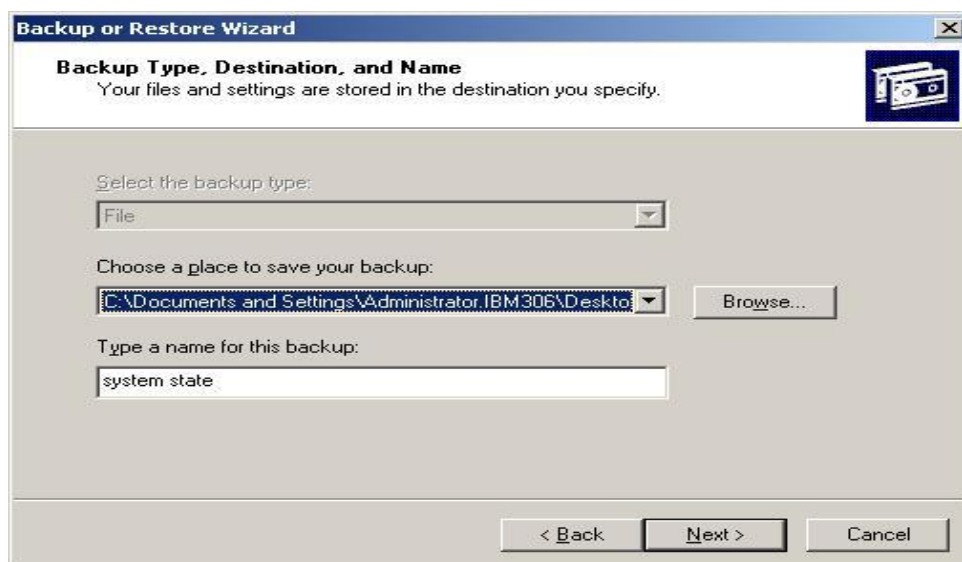 Backup or Restore Wizard
Backup Type, Destination, and Name
Your files and settings are stored in the destination you specify.
Select the backup type:
File
Choose a place to save your backup:
C:\Documents and Settings\Administrator.IBM306\Deskto
Browse...
Type a name for this backup:
system state
< Back
Next >
Cancel